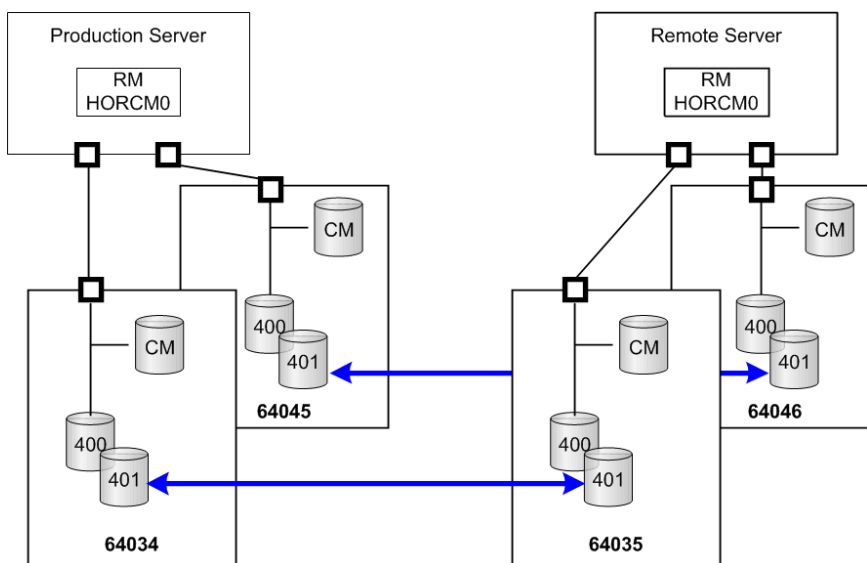 Production Server
RM
HORCM0
Remote Server
RM
HORCM0
CM
400
401
64045
CM
400
401
64046
CM
400
401
64034
CM
400
401
64035